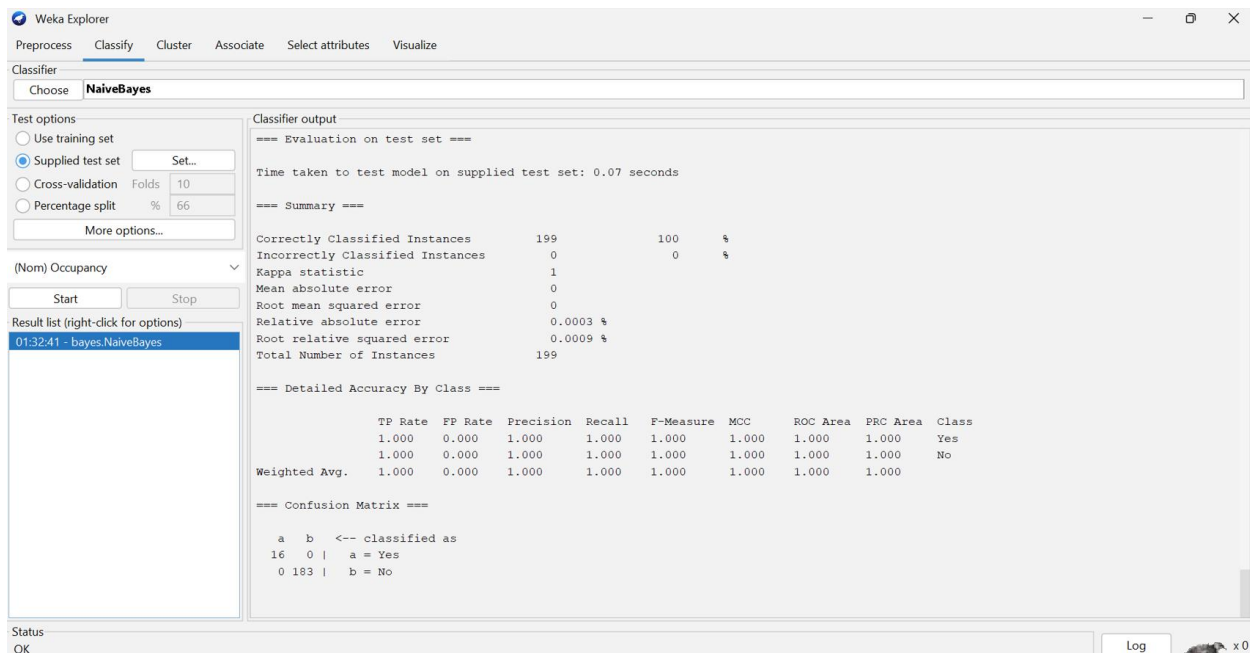 Weka Explorer
Preprocess Classify Cluster Associate Select attributes Visualize
Classifier
Choose NaiveBayes
Test options
Use training set
Supplied test set Set...
Cross-validation Folds 10
Percentage split % 66
More options...
(Nom) Occupancy
Start Stop
Result list (right-click for options)
01:32:41 - bayes.NaiveBayes
Classifier output
=== Evaluation on test set ===
Time taken to test model on supplied test set: 0.07 seconds
=== Summary ===
Correctly Classified Instances 199 100 %
Incorrectly Classified Instances 0 0 %
Kappa statistic 1
Mean absolute error 0
Root mean squared error 0
Relative absolute error 0.0003 %
Root relative squared error 0.0009 %
Total Number of Instances 199
=== Detailed Accuracy By Class ===
TP Rate FP Rate Precision Recall F-Measure MCC ROC Area PRC Area Class
1.000 0.000 1.000 1.000 1.000 1.000 1.000 1.000 Yes
1.000 0.000 1.000 1.000 1.000 1.000 1.000 1.000 No
Weighted Avg. 1.000 0.000 1.000 1.000 1.000 1.000 1.000 1.000
=== Confusion Matrix ===
a b <-- classified as
16 0 | a = Yes
0 183 | b = No
Status
OK
Log x 0